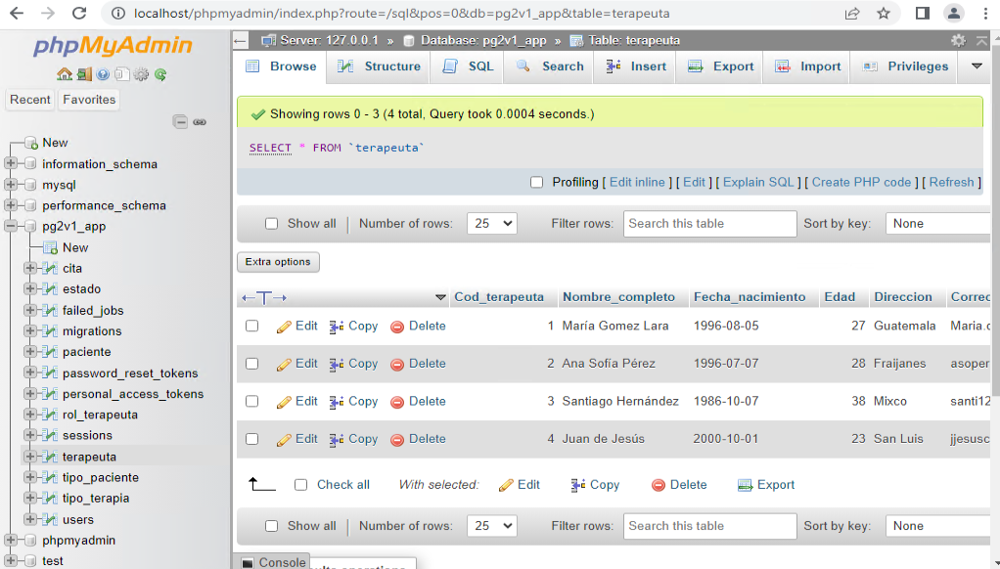 localhost/phpmyadmin/index.php?route=/sql&pos=0&db=pg2v1_app&table=terapeuta
phpMyAdmin
Recent Favorites
New
information_schema
mysql
performance_schema
pg2v1_app
New
cita
estado
failed_jobs
migrations
paciente
password_reset_tokens
personal_access_tokens
rol_terapeuta
sessions
terapeuta
tipo_paciente
tipo_terapia
users
phpmyadmin
test
Server: 127.0.0.1 » Database: pg2v1_app » Table: terapeuta
Browse Structure SQL Search Insert Export Import Privileges
Showing rows 0 - 3 (4 total, Query took 0.0004 seconds.)
SELECT * FROM `terapeuta`
Profiling [ Edit inline ] [ Edit ] [ Explain SQL ] [ Create PHP code ] [ Refresh ]
Show all Number of rows: 25 Filter rows: Search this table Sort by key: None
Extra options
Cod_terapeuta Nombre_completo Fecha_nacimiento Edad Direccion Correo
Edit Copy Delete 1 María Gomez Lara 1996-08-05 27 Guatemala Maria.
Edit Copy Delete 2 Ana Sofía Pérez 1996-07-07 28 Fraijanes asoper
Edit Copy Delete 3 Santiago Hernández 1986-10-07 38 Mixco santi12
Edit Copy Delete 4 Juan de Jesús 2000-10-01 23 San Luis jjesusc
Check all With selected: Edit Copy Delete Export
Show all Number of rows: 25 Filter rows: Search this table Sort by key: None
Console